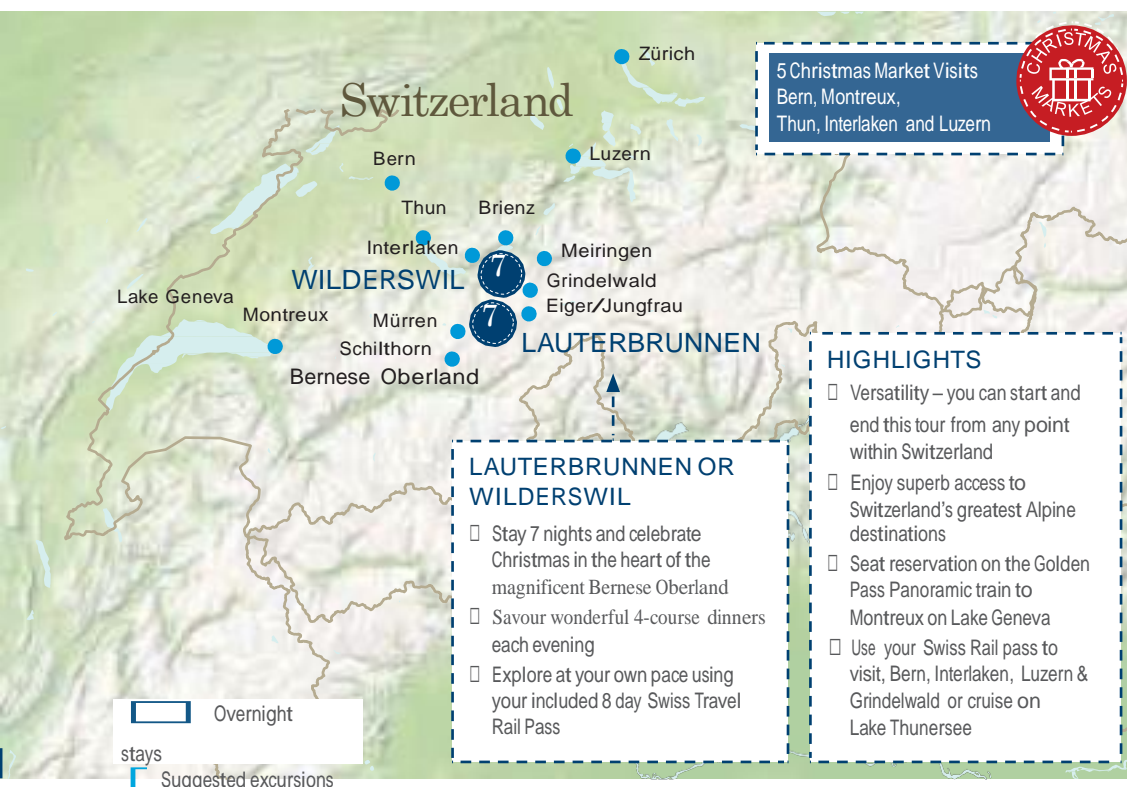 Zürich
Switzerland
5 Christmas Market Visits
Bern, Montreux,
Thun, Interlaken and Luzern
CHRISTMAS
MARKETS
Luzern
Bern
Thun
Brienz
Interlaken
Meiringen
7
WILDERSWIL
Grindelwald
Lake Geneva
Eiger/Jungfrau
Montreux
Mürren
7
LAUTERBRUNNEN
Schilthorn
Bernese Oberland
LAUTERBRUNNEN OR
WILDERSWIL
Stay 7 nights and celebrate
Christmas in the heart of the
magnificent Bernese Oberland
Savour wonderful 4-course dinners
each evening
Explore at your own pace using
your included 8 day Swiss Travel
Rail Pass
HIGHLIGHTS
Versatility – you can start and
end this tour from any point
within Switzerland
Enjoy superb access to
Switzerland's greatest Alpine
destinations
Seat reservation on the Golden
Pass Panoramic train to
Montreux on Lake Geneva
Use your Swiss Rail pass to
visit, Bern, Interlaken, Luzern &
Grindelwald or cruise on
Lake Thunersee
Overnight
stays
Suggested excursions